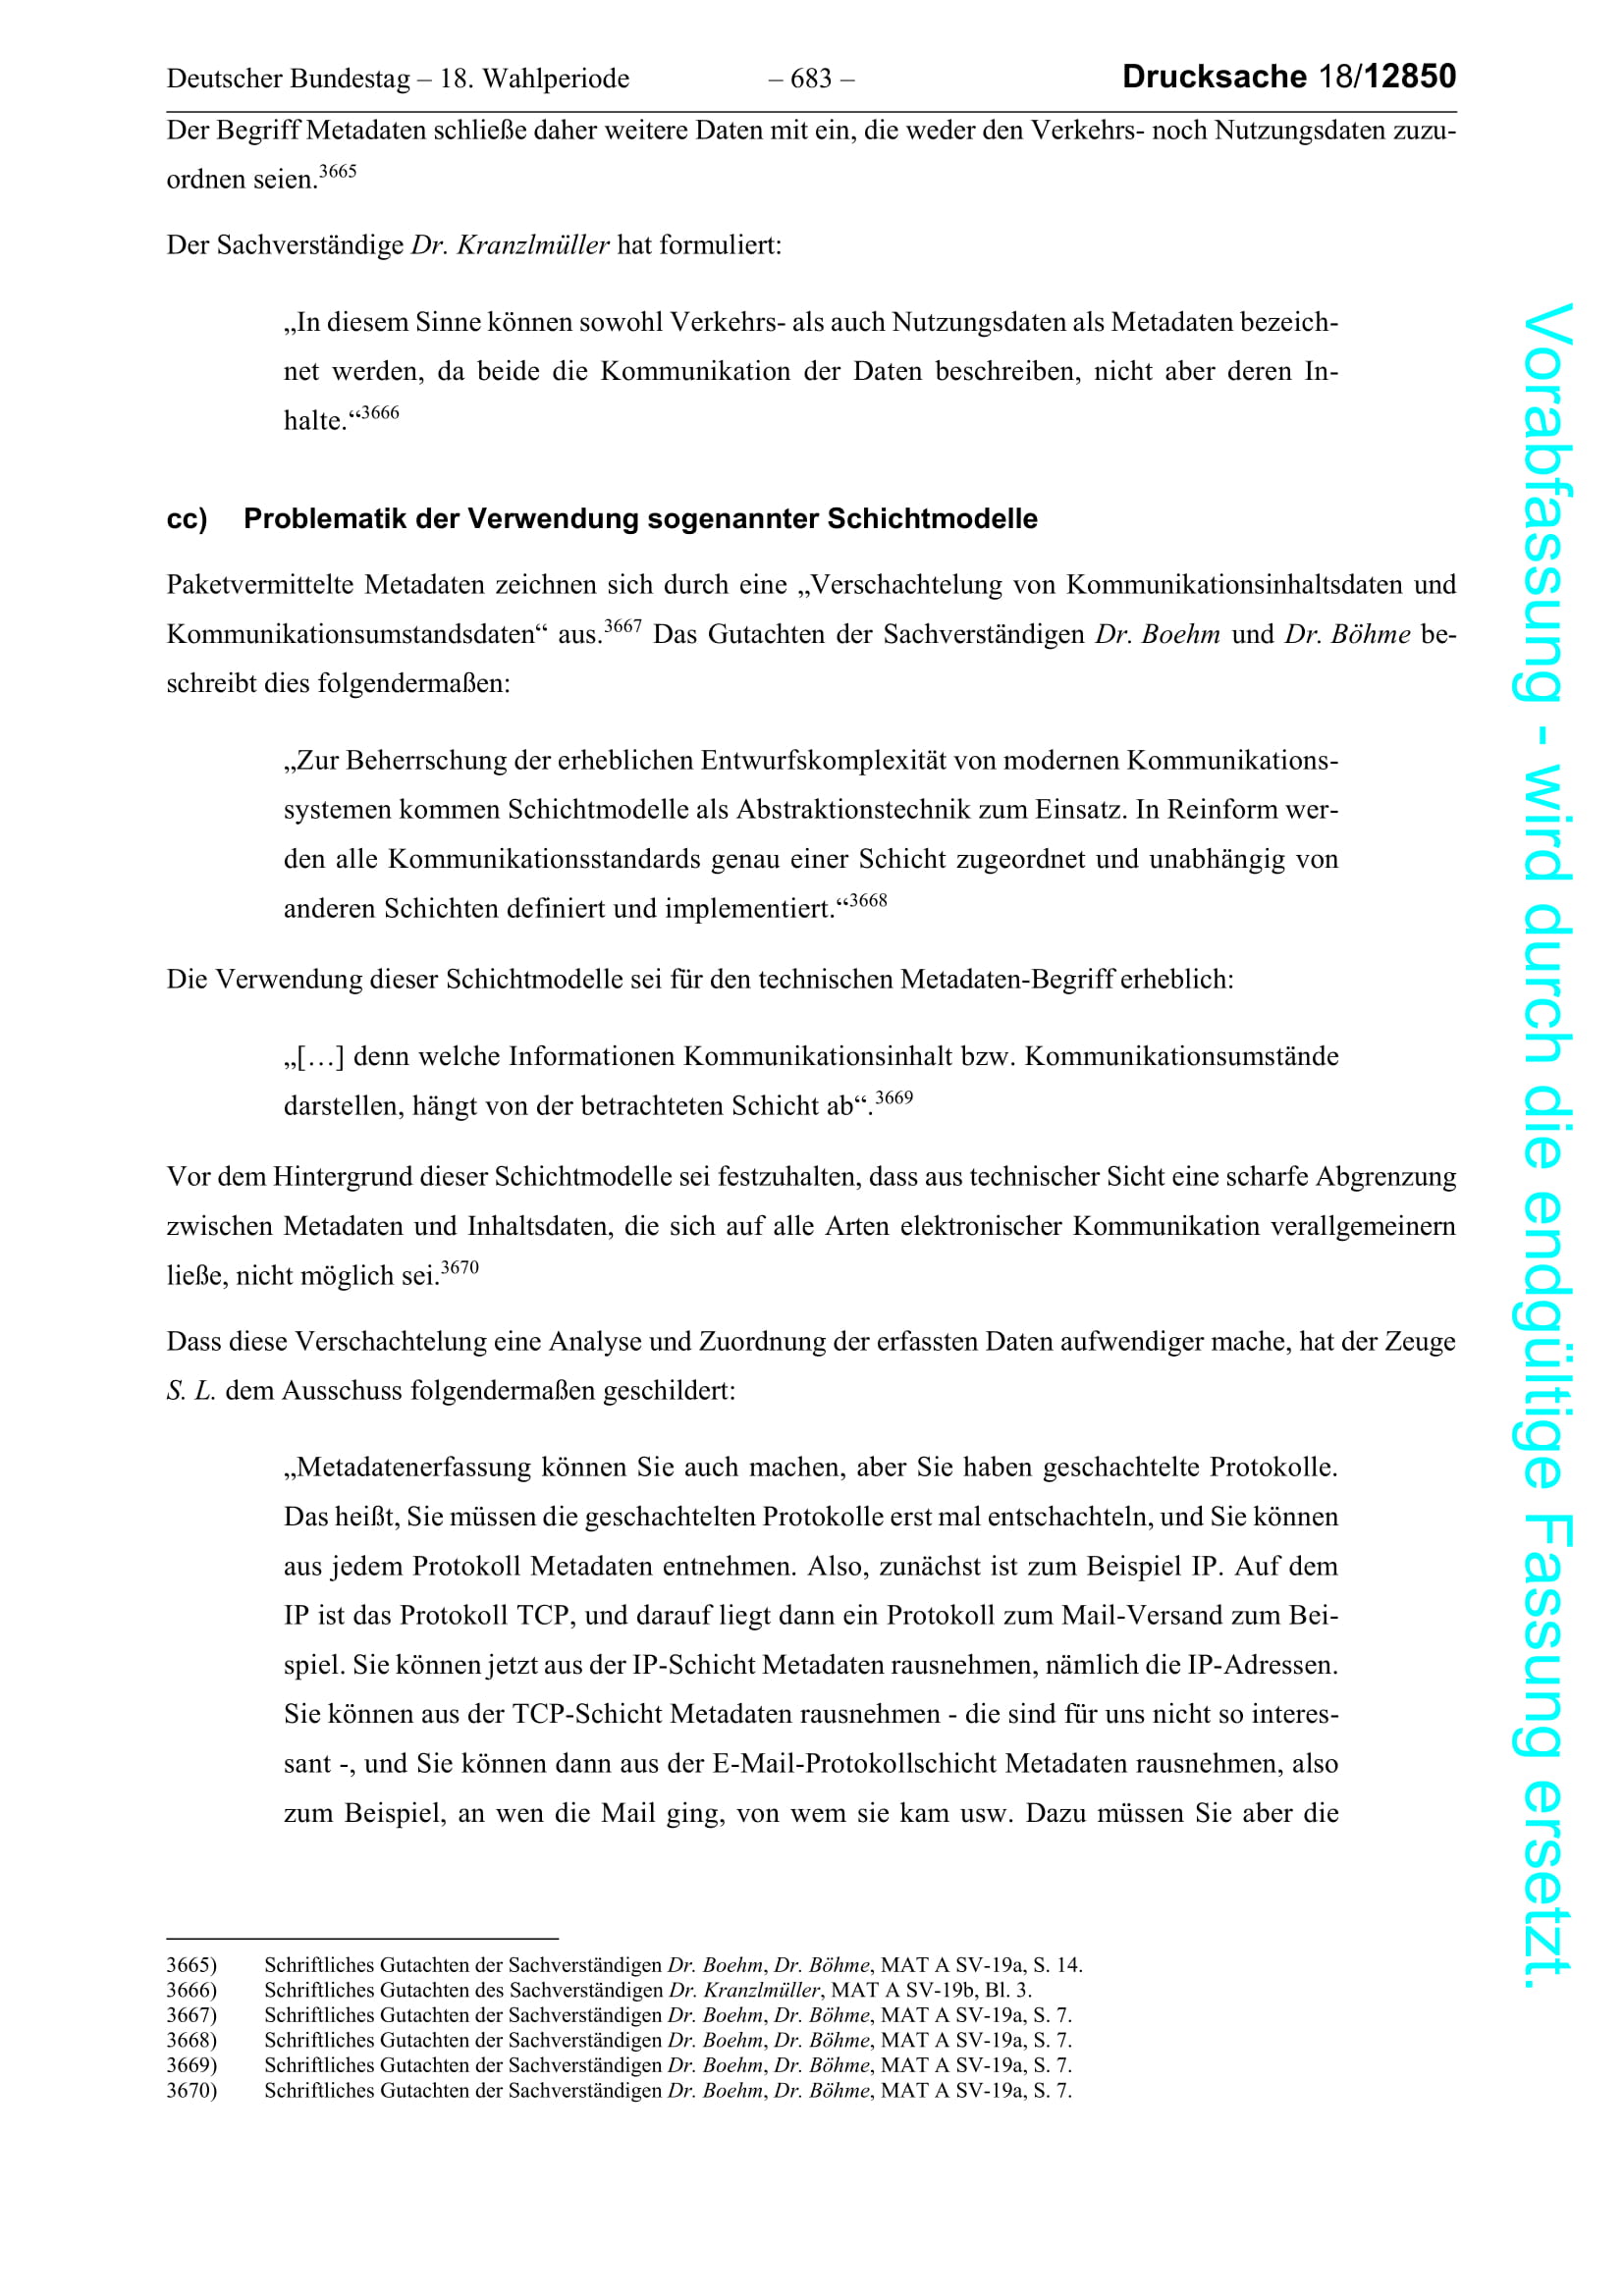 Deutscher Bundestag – 18. Wahlperiode – 683 – Drucksache 18/12850
Der Begriff Metadaten schließe daher weitere Daten mit ein, die weder den Verkehrs- noch Nutzungsdaten zuzu-
ordnen seien.3665
Der Sachverständige Dr. Kranzlmüller hat formuliert:
„In diesem Sinne können sowohl Verkehrs- als auch Nutzungsdaten als Metadaten bezeich-
net werden, da beide die Kommunikation der Daten beschreiben, nicht aber deren In-
halte.“3666
cc) Problematik der Verwendung sogenannter Schichtmodelle
Paketvermittelte Metadaten zeichnen sich durch eine „Verschachtelung von Kommunikationsinhaltsdaten und
Kommunikationsumstandsdaten“ aus.3667 Das Gutachten der Sachverständigen Dr. Boehm und Dr. Böhme be-
schreibt dies folgendermaßen:
„Zur Beherrschung der erheblichen Entwurfskomplexität von modernen Kommunikations-
systemen kommen Schichtmodelle als Abstraktionstechnik zum Einsatz. In Reinform wer-
den alle Kommunikationsstandards genau einer Schicht zugeordnet und unabhängig von
anderen Schichten definiert und implementiert.“3668
Die Verwendung dieser Schichtmodelle sei für den technischen Metadaten-Begriff erheblich:
„[…] denn welche Informationen Kommunikationsinhalt bzw. Kommunikationsumstände
darstellen, hängt von der betrachteten Schicht ab“.3669
Vor dem Hintergrund dieser Schichtmodelle sei festzuhalten, dass aus technischer Sicht eine scharfe Abgrenzung
zwischen Metadaten und Inhaltsdaten, die sich auf alle Arten elektronischer Kommunikation verallgemeinern
ließe, nicht möglich sei.3670
Dass diese Verschachtelung eine Analyse und Zuordnung der erfassten Daten aufwendiger mache, hat der Zeuge
S. L. dem Ausschuss folgendermaßen geschildert:
„Metadatenerfassung können Sie auch machen, aber Sie haben geschachtelte Protokolle.
Das heißt, Sie müssen die geschachtelten Protokolle erst mal entschachteln, und Sie können
aus jedem Protokoll Metadaten entnehmen. Also, zunächst ist zum Beispiel IP. Auf dem
IP ist das Protokoll TCP, und darauf liegt dann ein Protokoll zum Mail-Versand zum Bei-
spiel. Sie können jetzt aus der IP-Schicht Metadaten rausnehmen, nämlich die IP-Adressen.
Sie können aus der TCP-Schicht Metadaten rausnehmen - die sind für uns nicht so interes-
sant -, und Sie können dann aus der E-Mail-Protokollschicht Metadaten rausnehmen, also
zum Beispiel, an wen die Mail ging, von wem sie kam usw. Dazu müssen Sie aber die
3665) Schriftliches Gutachten der Sachverständigen Dr. Boehm, Dr. Böhme, MAT A SV-19a, S. 14.
3666) Schriftliches Gutachten des Sachverständigen Dr. Kranzlmüller, MAT A SV-19b, Bl. 3.
3667) Schriftliches Gutachten der Sachverständigen Dr. Boehm, Dr. Böhme, MAT A SV-19a, S. 7.
3668) Schriftliches Gutachten der Sachverständigen Dr. Boehm, Dr. Böhme, MAT A SV-19a, S. 7.
3669) Schriftliches Gutachten der Sachverständigen Dr. Boehm, Dr. Böhme, MAT A SV-19a, S. 7.
3670) Schriftliches Gutachten der Sachverständigen Dr. Boehm, Dr. Böhme, MAT A SV-19a, S. 7.
Vorabfassung - wird durch die endgültige Fassung ersetzt.